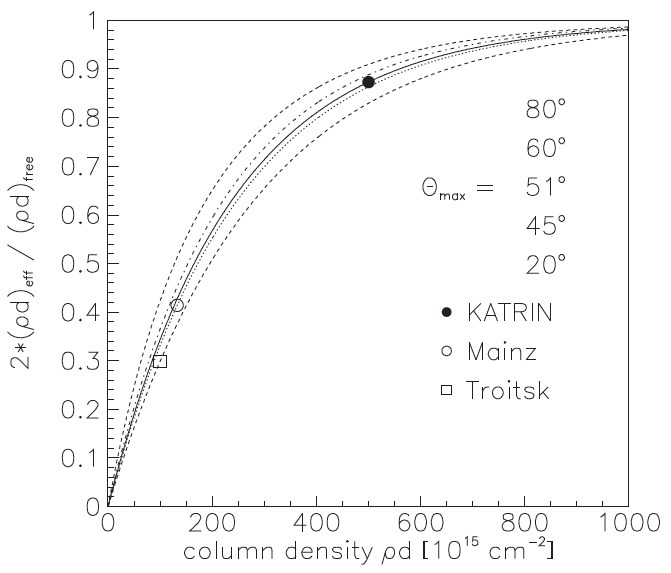 1
0.9
0.8
0.7
0.6
0.5
0.4
0.3
0.2
0.1
0
2*(ρd)eff / (ρd)free
80°
60°
Θmax = 51°
45°
20°
KATRIN
Mainz
Troitsk
0 200 400 600 800 1000
column density ρd [10¹⁵ cm⁻²]